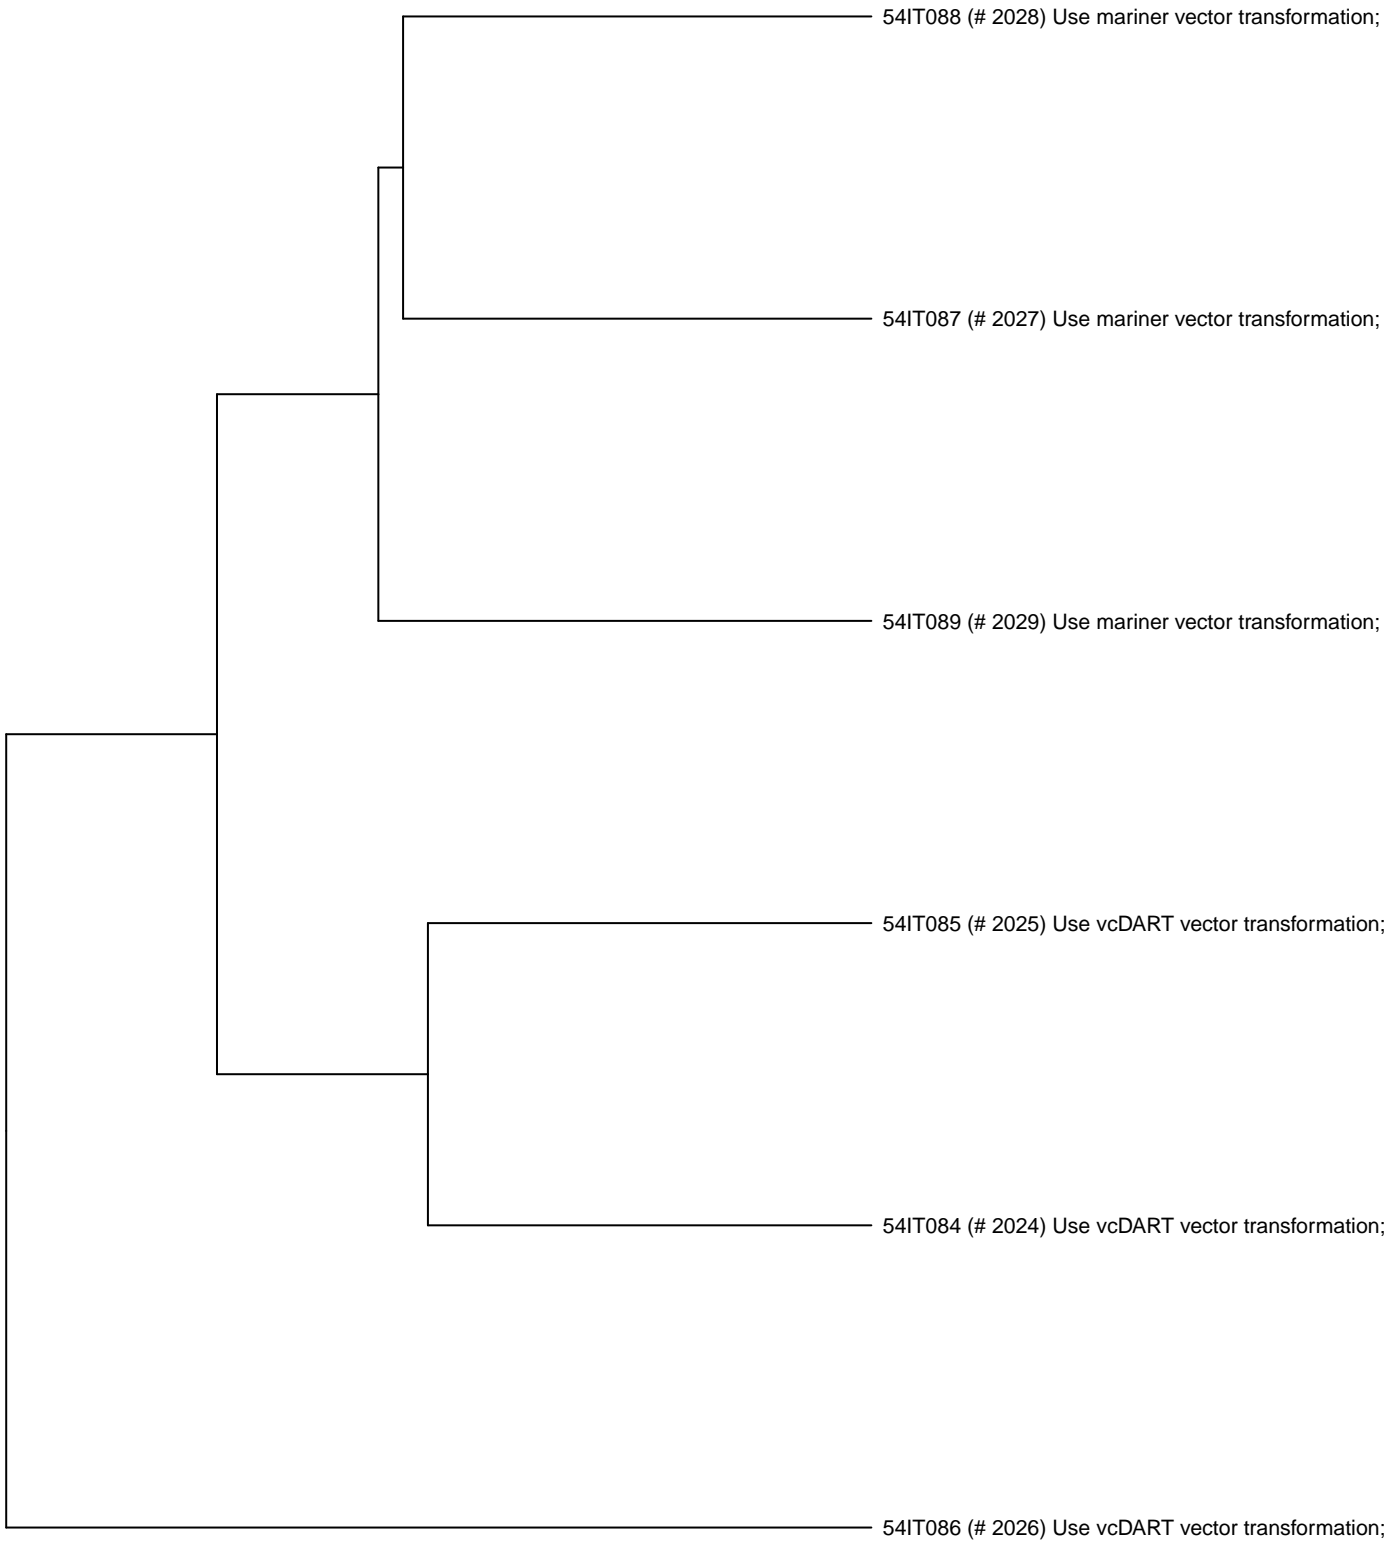 54IT088 (# 2028) Use mariner vector transformation;
54IT087 (# 2027) Use mariner vector transformation;
54IT089 (# 2029) Use mariner vector transformation;
54IT085 (# 2025) Use vcDART vector transformation;
54IT084 (# 2024) Use vcDART vector transformation;
54IT086 (# 2026) Use vcDART vector transformation;